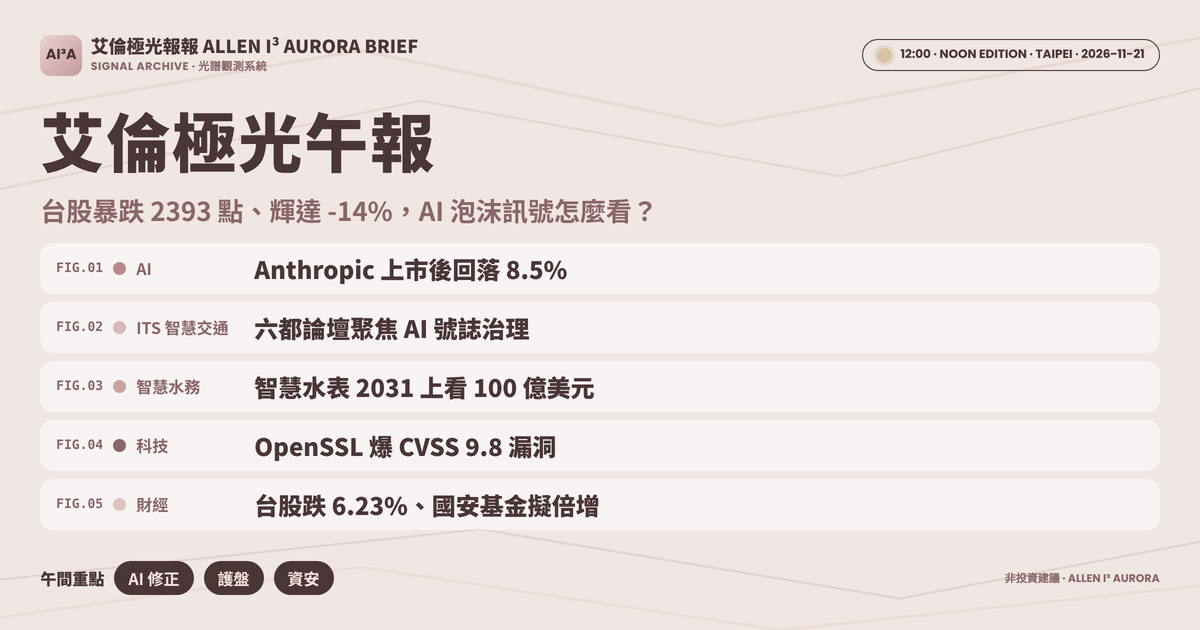 AI³A
艾倫極光報報 ALLEN I³ AURORA BRIEF
SIGNAL ARCHIVE · 光譜觀測系統
12:00 · NOON EDITION · TAIPEI · 2026-11-21
艾倫極光午報
台股暴跌 2393 點、輝達 -14%，AI 泡沫訊號怎麼看？
FIG.01 AI Anthropic 上市後回落 8.5%
FIG.02 ITS 智慧交通 六都論壇聚焦 AI 號誌治理
FIG.03 智慧水務 智慧水表 2031 上看 100 億美元
FIG.04 科技 OpenSSL 爆 CVSS 9.8 漏洞
FIG.05 財經 台股跌 6.23%、國安基金擬倍增
午間重點 AI 修正 護盤 資安
非投資建議 · ALLEN I³ AURORA